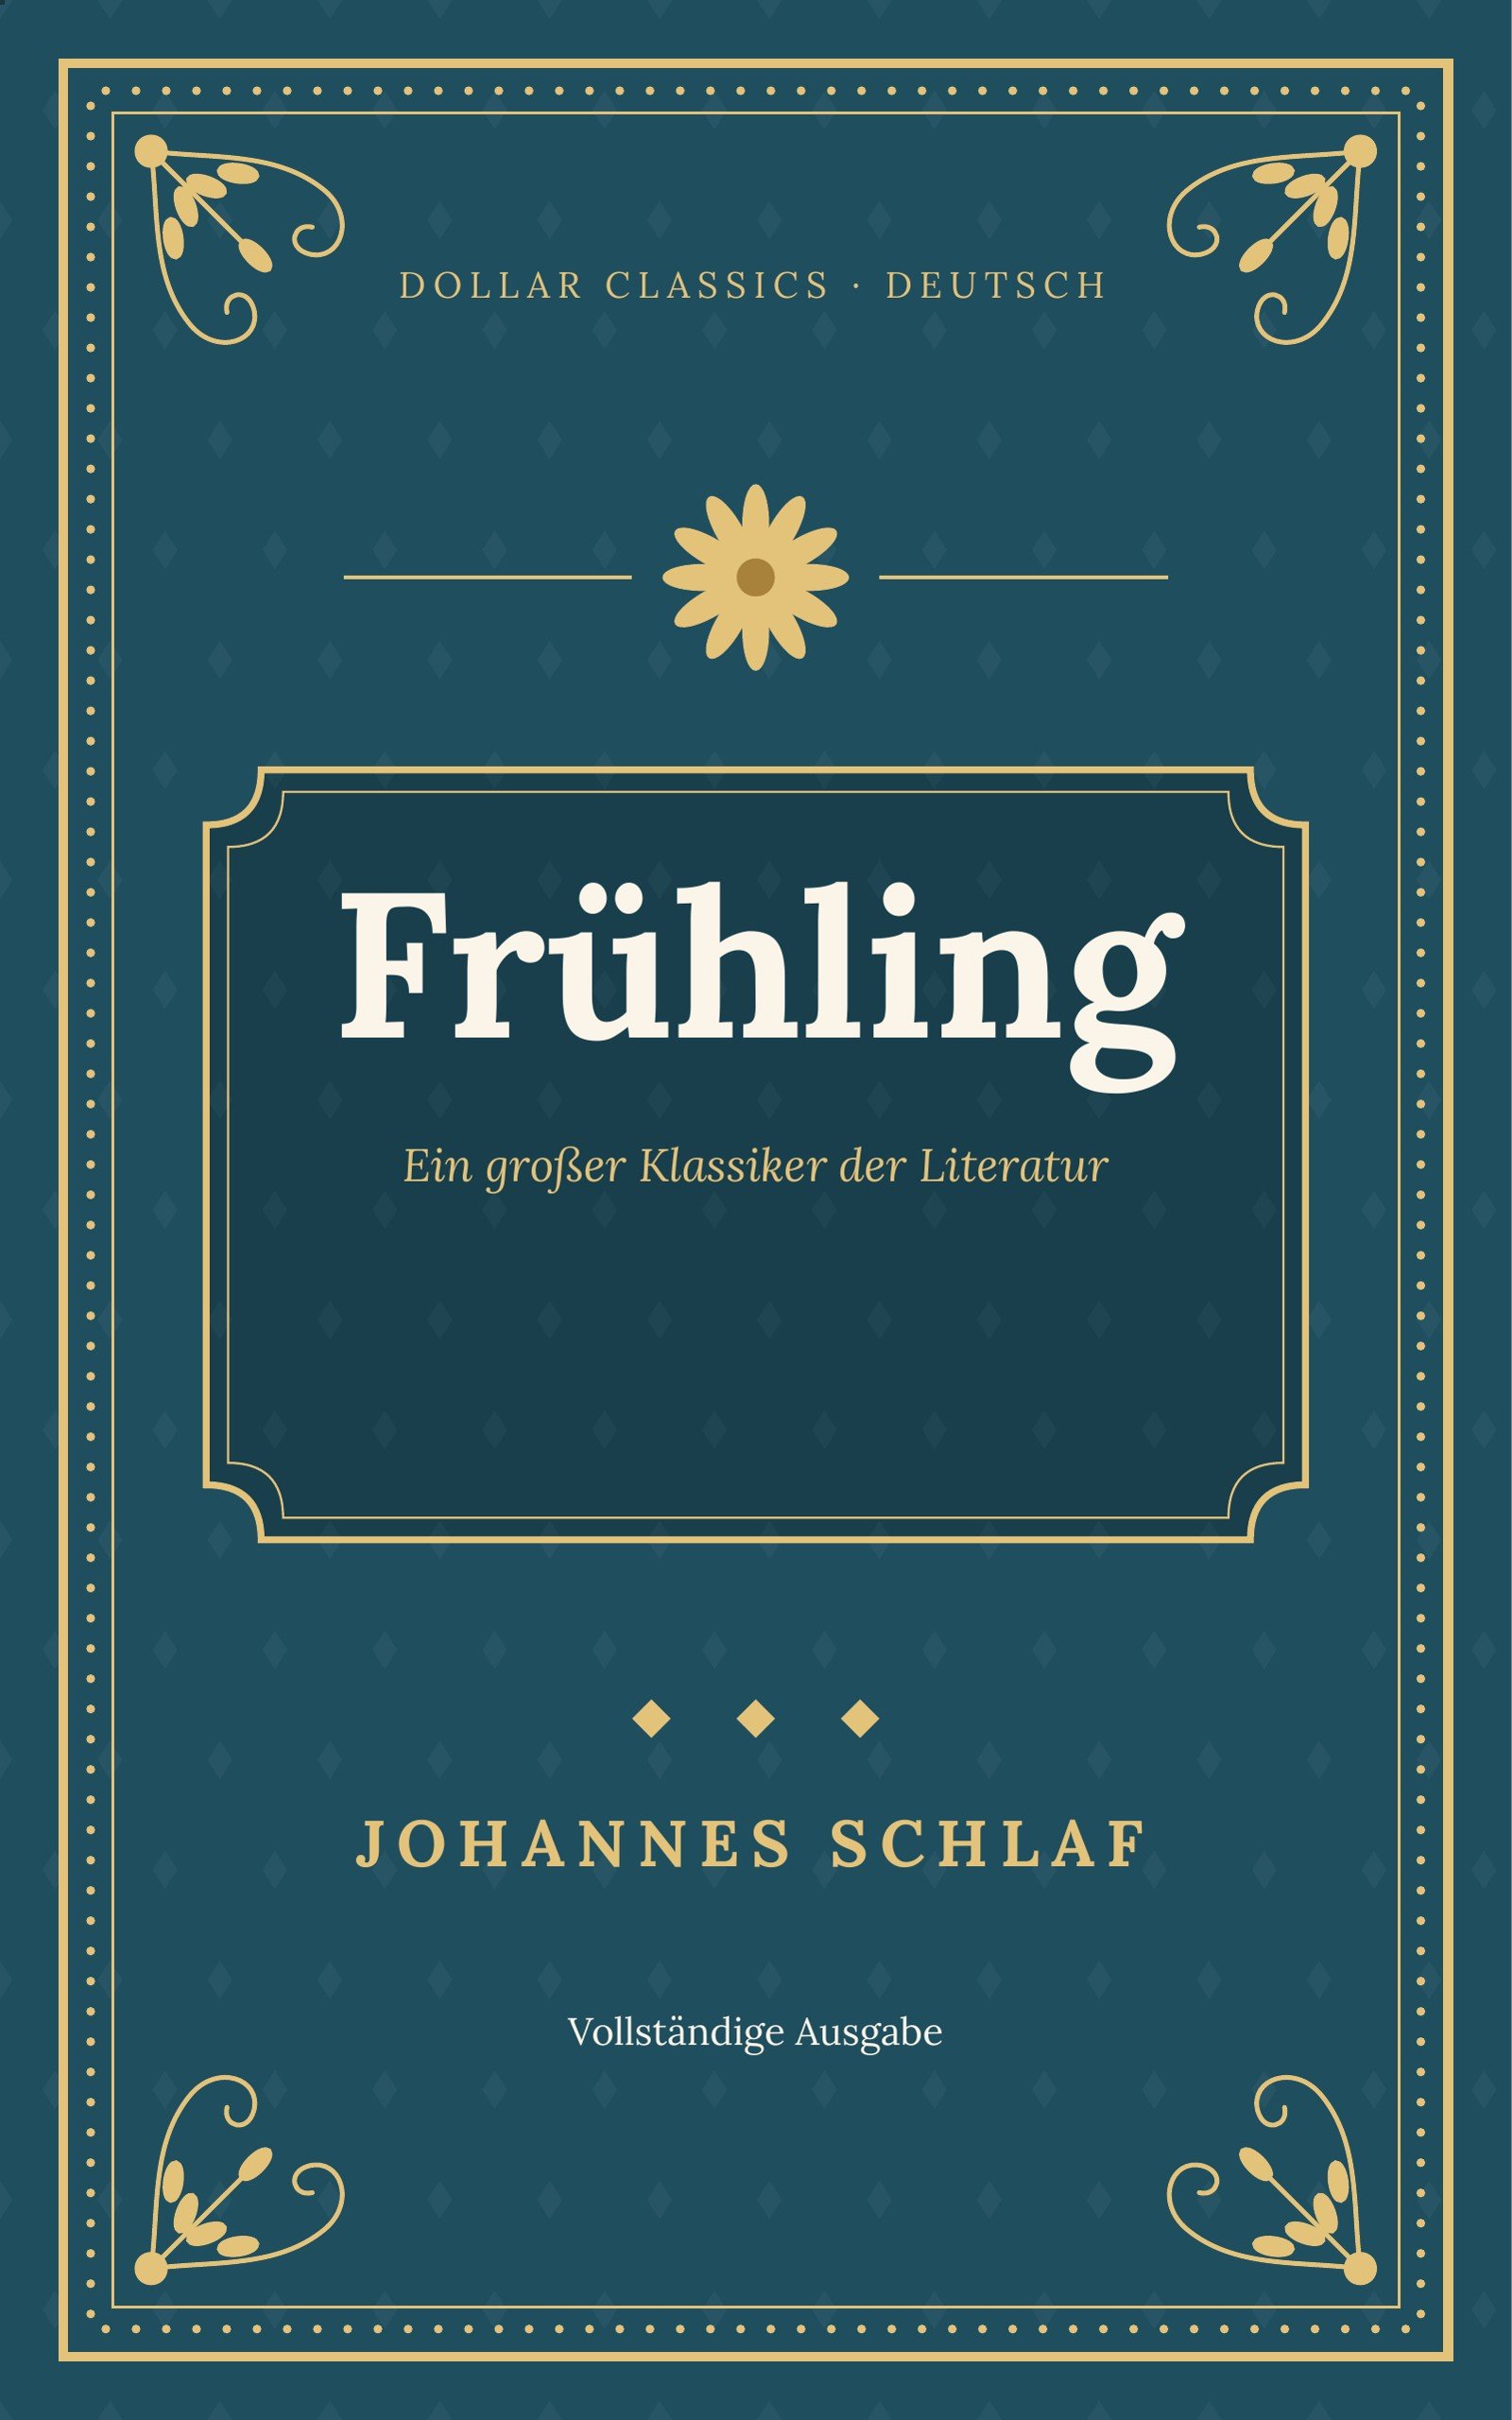 DOLLAR CLASSICS · DEUTSCH
Frühling
Ein großer Klassiker der Literatur
JOHANNES SCHLAF
Vollständige Ausgabe